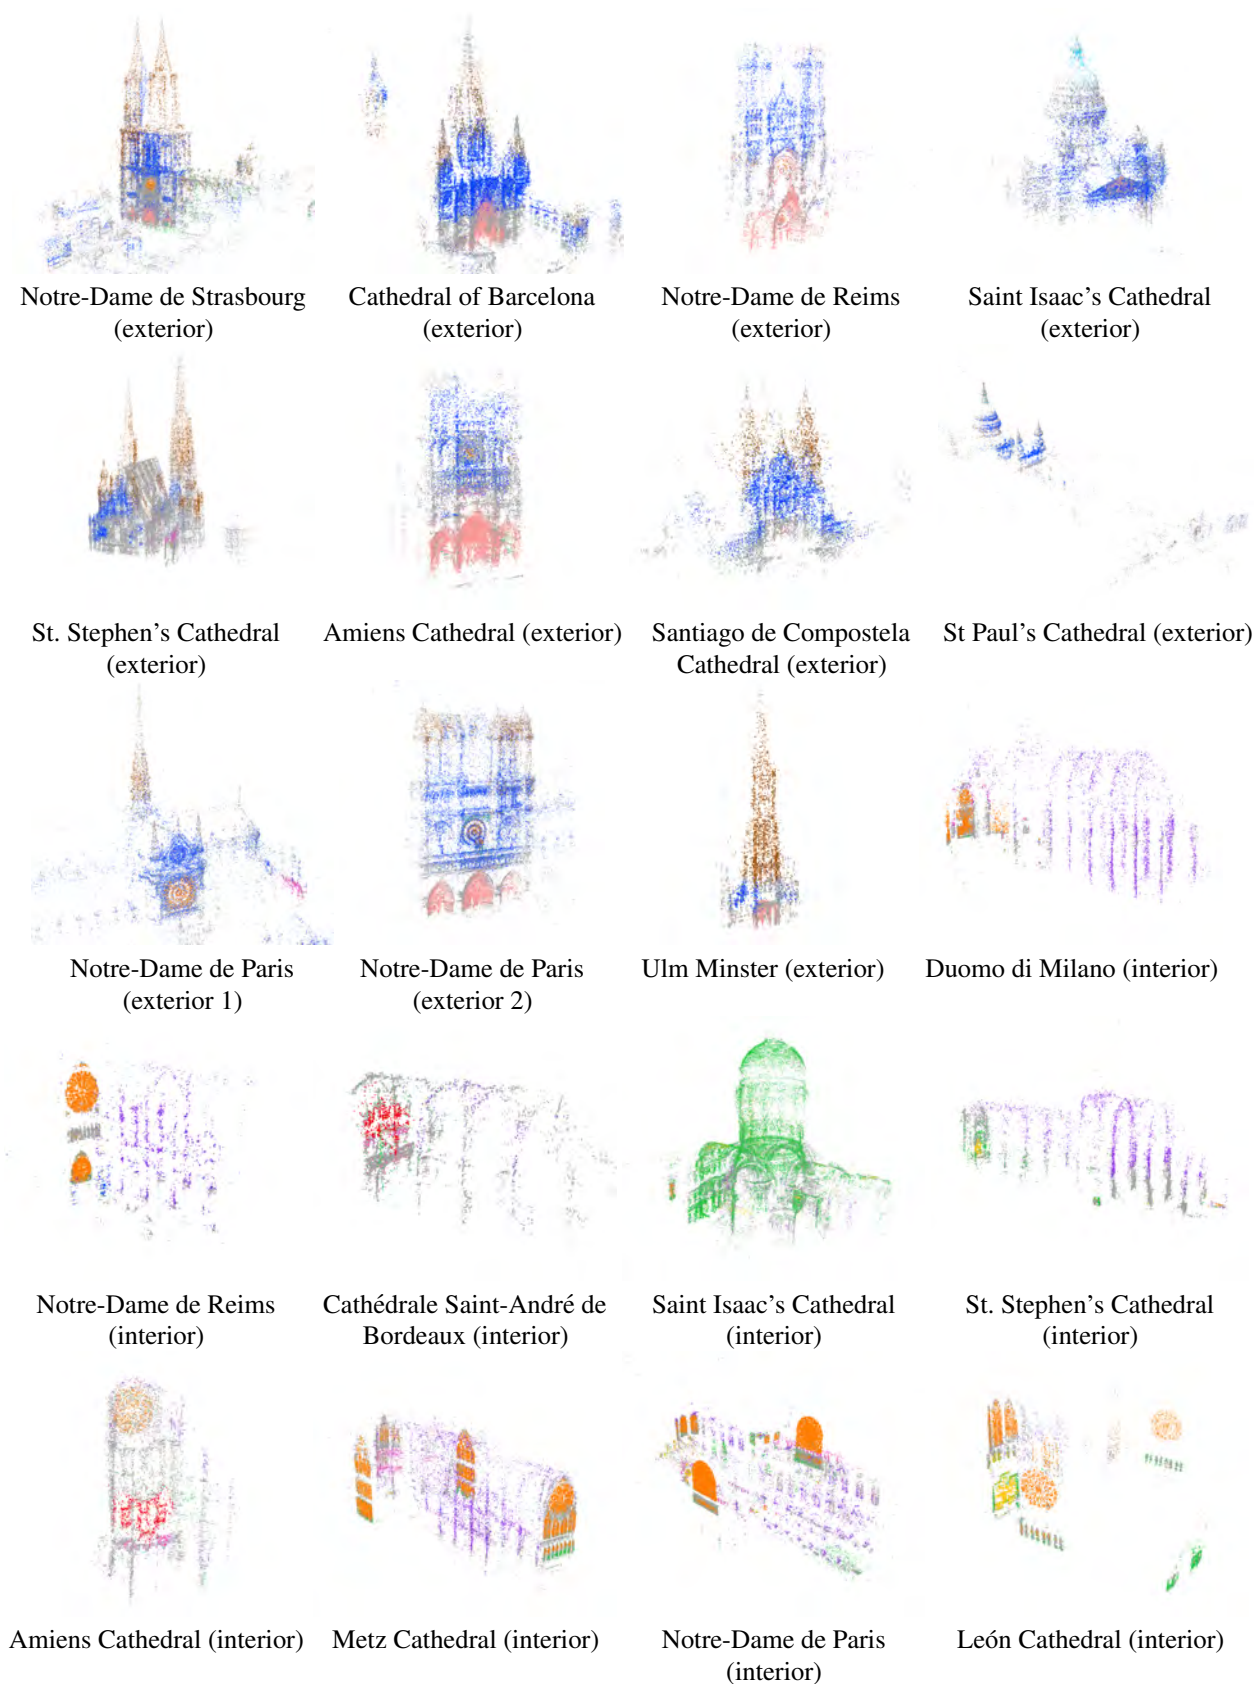 Notre-Dame de Strasbourg
(exterior)
Cathedral of Barcelona
(exterior)
Notre-Dame de Reims
(exterior)
Saint Isaac's Cathedral
(exterior)
St. Stephen's Cathedral
(exterior)
Amiens Cathedral (exterior)
Santiago de Compostela
Cathedral (exterior)
St Paul's Cathedral (exterior)
Notre-Dame de Paris
(exterior 1)
Notre-Dame de Paris
(exterior 2)
Ulm Minster (exterior)
Duomo di Milano (interior)
Notre-Dame de Reims
(interior)
Cathédrale Saint-André de
Bordeaux (interior)
Saint Isaac's Cathedral
(interior)
St. Stephen's Cathedral
(interior)
Amiens Cathedral (interior)
Metz Cathedral (interior)
Notre-Dame de Paris
(interior)
León Cathedral (interior)